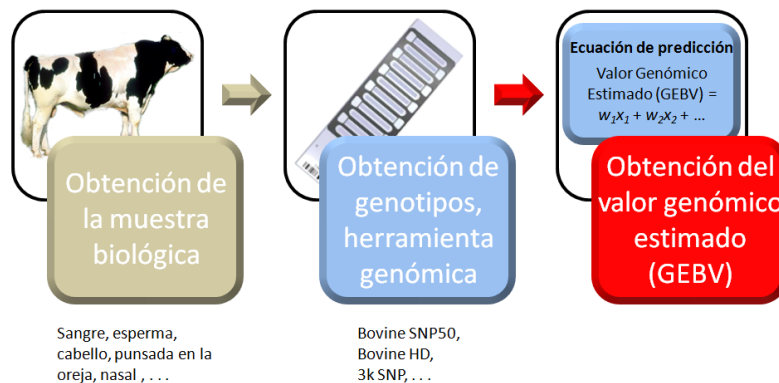 Ecuación de predicción
Valor Genómico
Estimado (GEBV) =
w₁x₁ + w₂x₂ + ...
Obtención de
la muestra
biológica
Obtención de
genotipos,
herramienta
genómica
Obtención del
valor genómico
estimado
(GEBV)
Sangre, esperma,
cabello, punsada en la
oreja, nasal , . . .
Bovine SNP50,
Bovine HD,
3k SNP, . . .